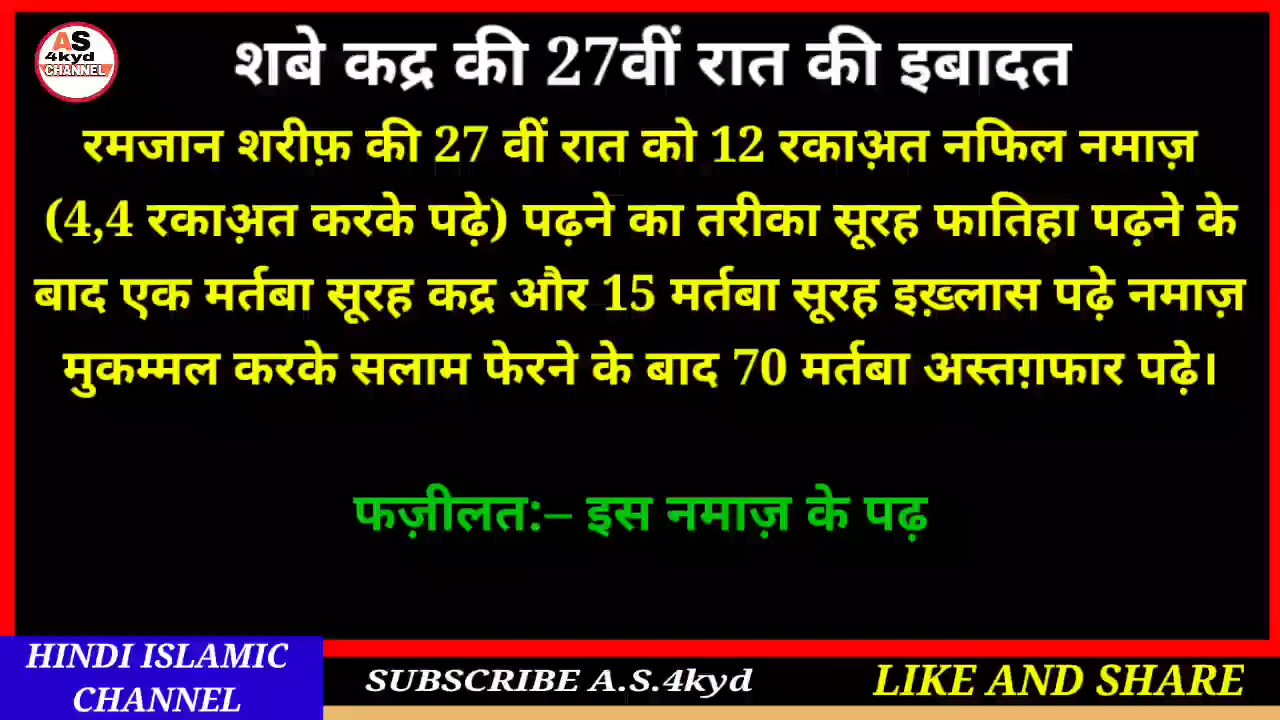 AS
4kyd
CHANNEL
शबे कद्र की 27वीं रात की इबादत
रमजान शरीफ़ की 27 वीं रात को 12 रकाअ़त नफिल नमाज़
(4,4 रकाअ़त करके पढ़े) पढ़ने का तरीका सूरह फातिहा पढ़ने के
बाद एक मर्तबा सूरह कद्र और 15 मर्तबा सूरह इख़्लास पढ़े नमाज़
मुकम्मल करके सलाम फेरने के बाद 70 मर्तबा अस्तग़फार पढ़े।
फज़ीलत:– इस नमाज़ के पढ़
HINDI ISLAMIC
CHANNEL
SUBSCRIBE A.S.4kyd
LIKE AND SHARE